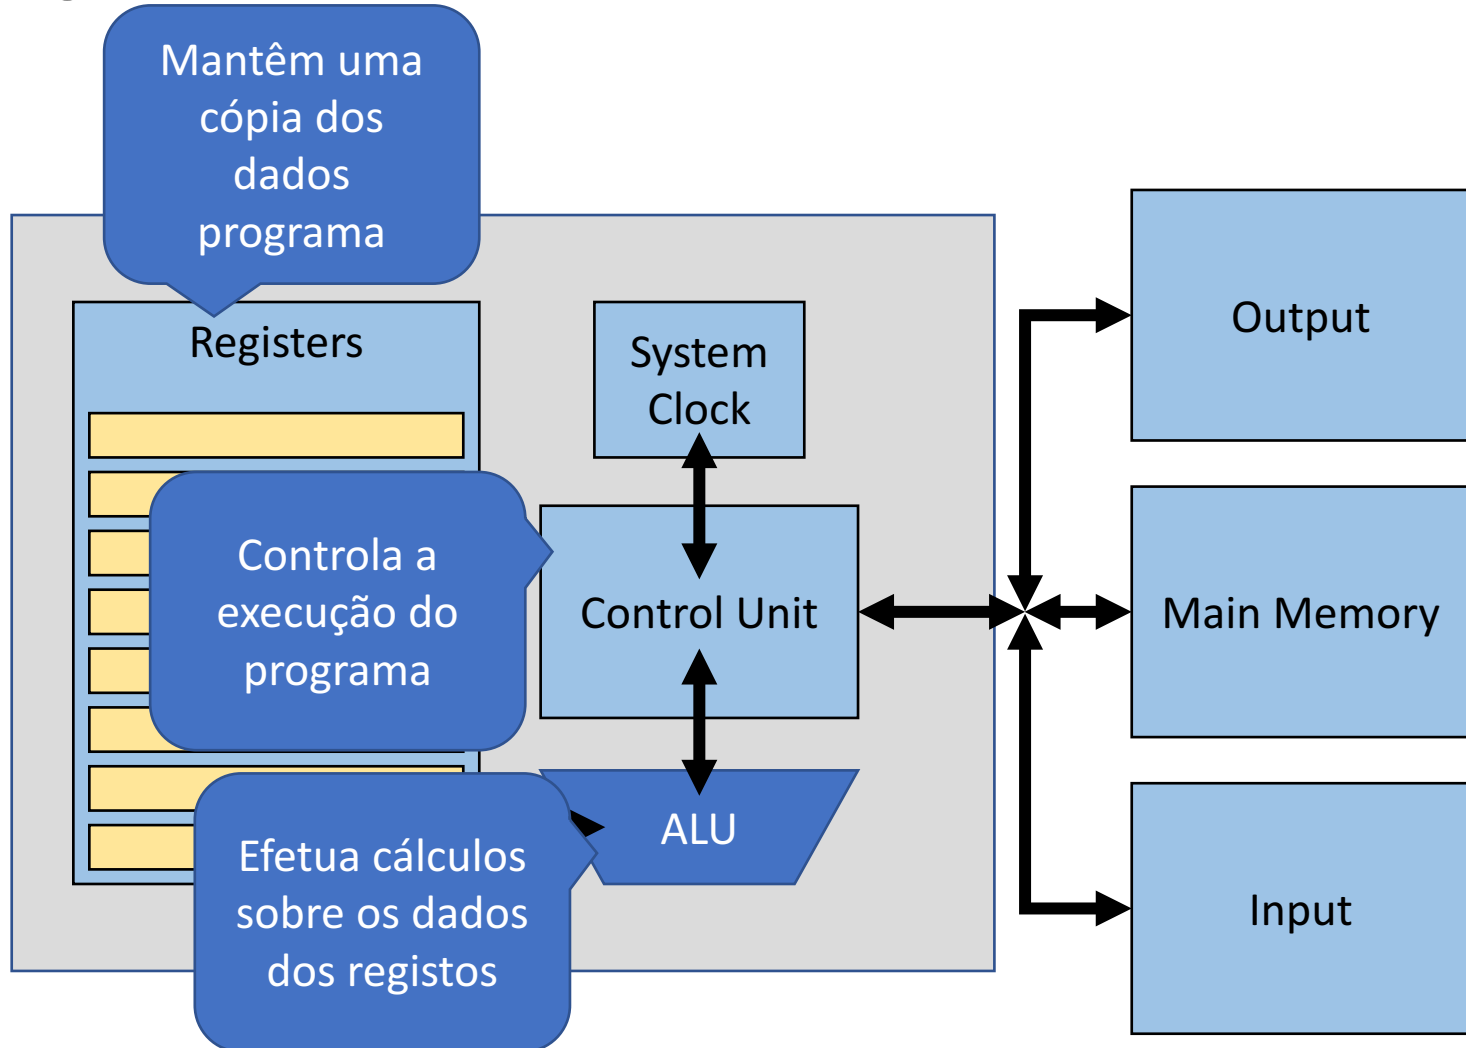 Mantêm uma
cópia dos
dados
programa
Registers
System
Clock
Output
Controla a
execução do
programa
Control Unit
Main Memory
ALU
Efetua cálculos
sobre os dados
dos registos
Input